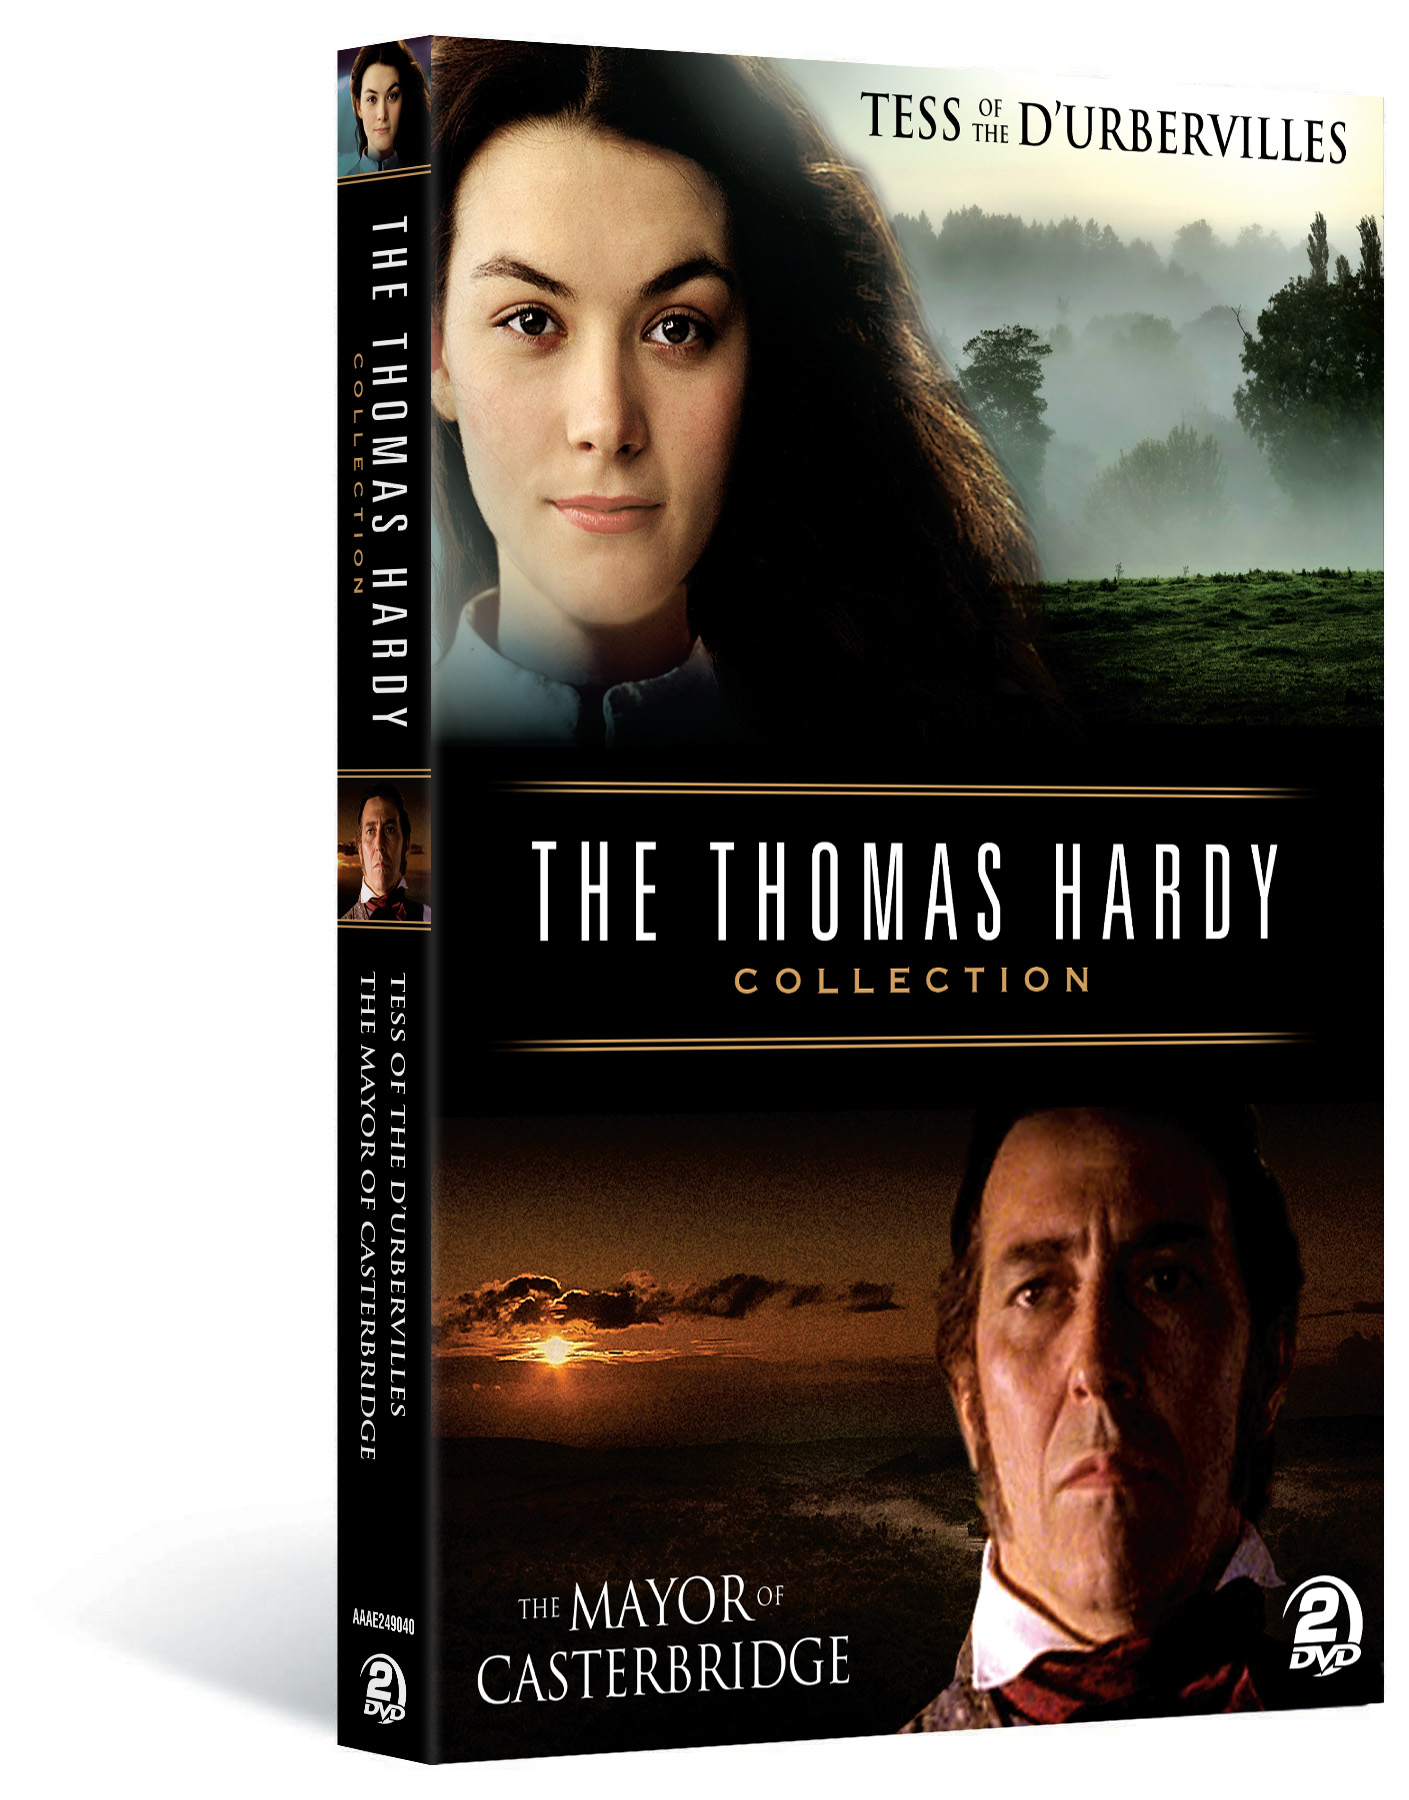 TESS OF THE D'URBERVILLES
THE THOMAS HARDY
COLLECTION
THE MAYOR OF
CASTERBRIDGE
2
DVD
THE THOMAS HARDY
COLLECTION
TESS OF THE D'URBERVILLES
THE MAYOR OF CASTERBRIDGE
AAAE249040
2
DVD